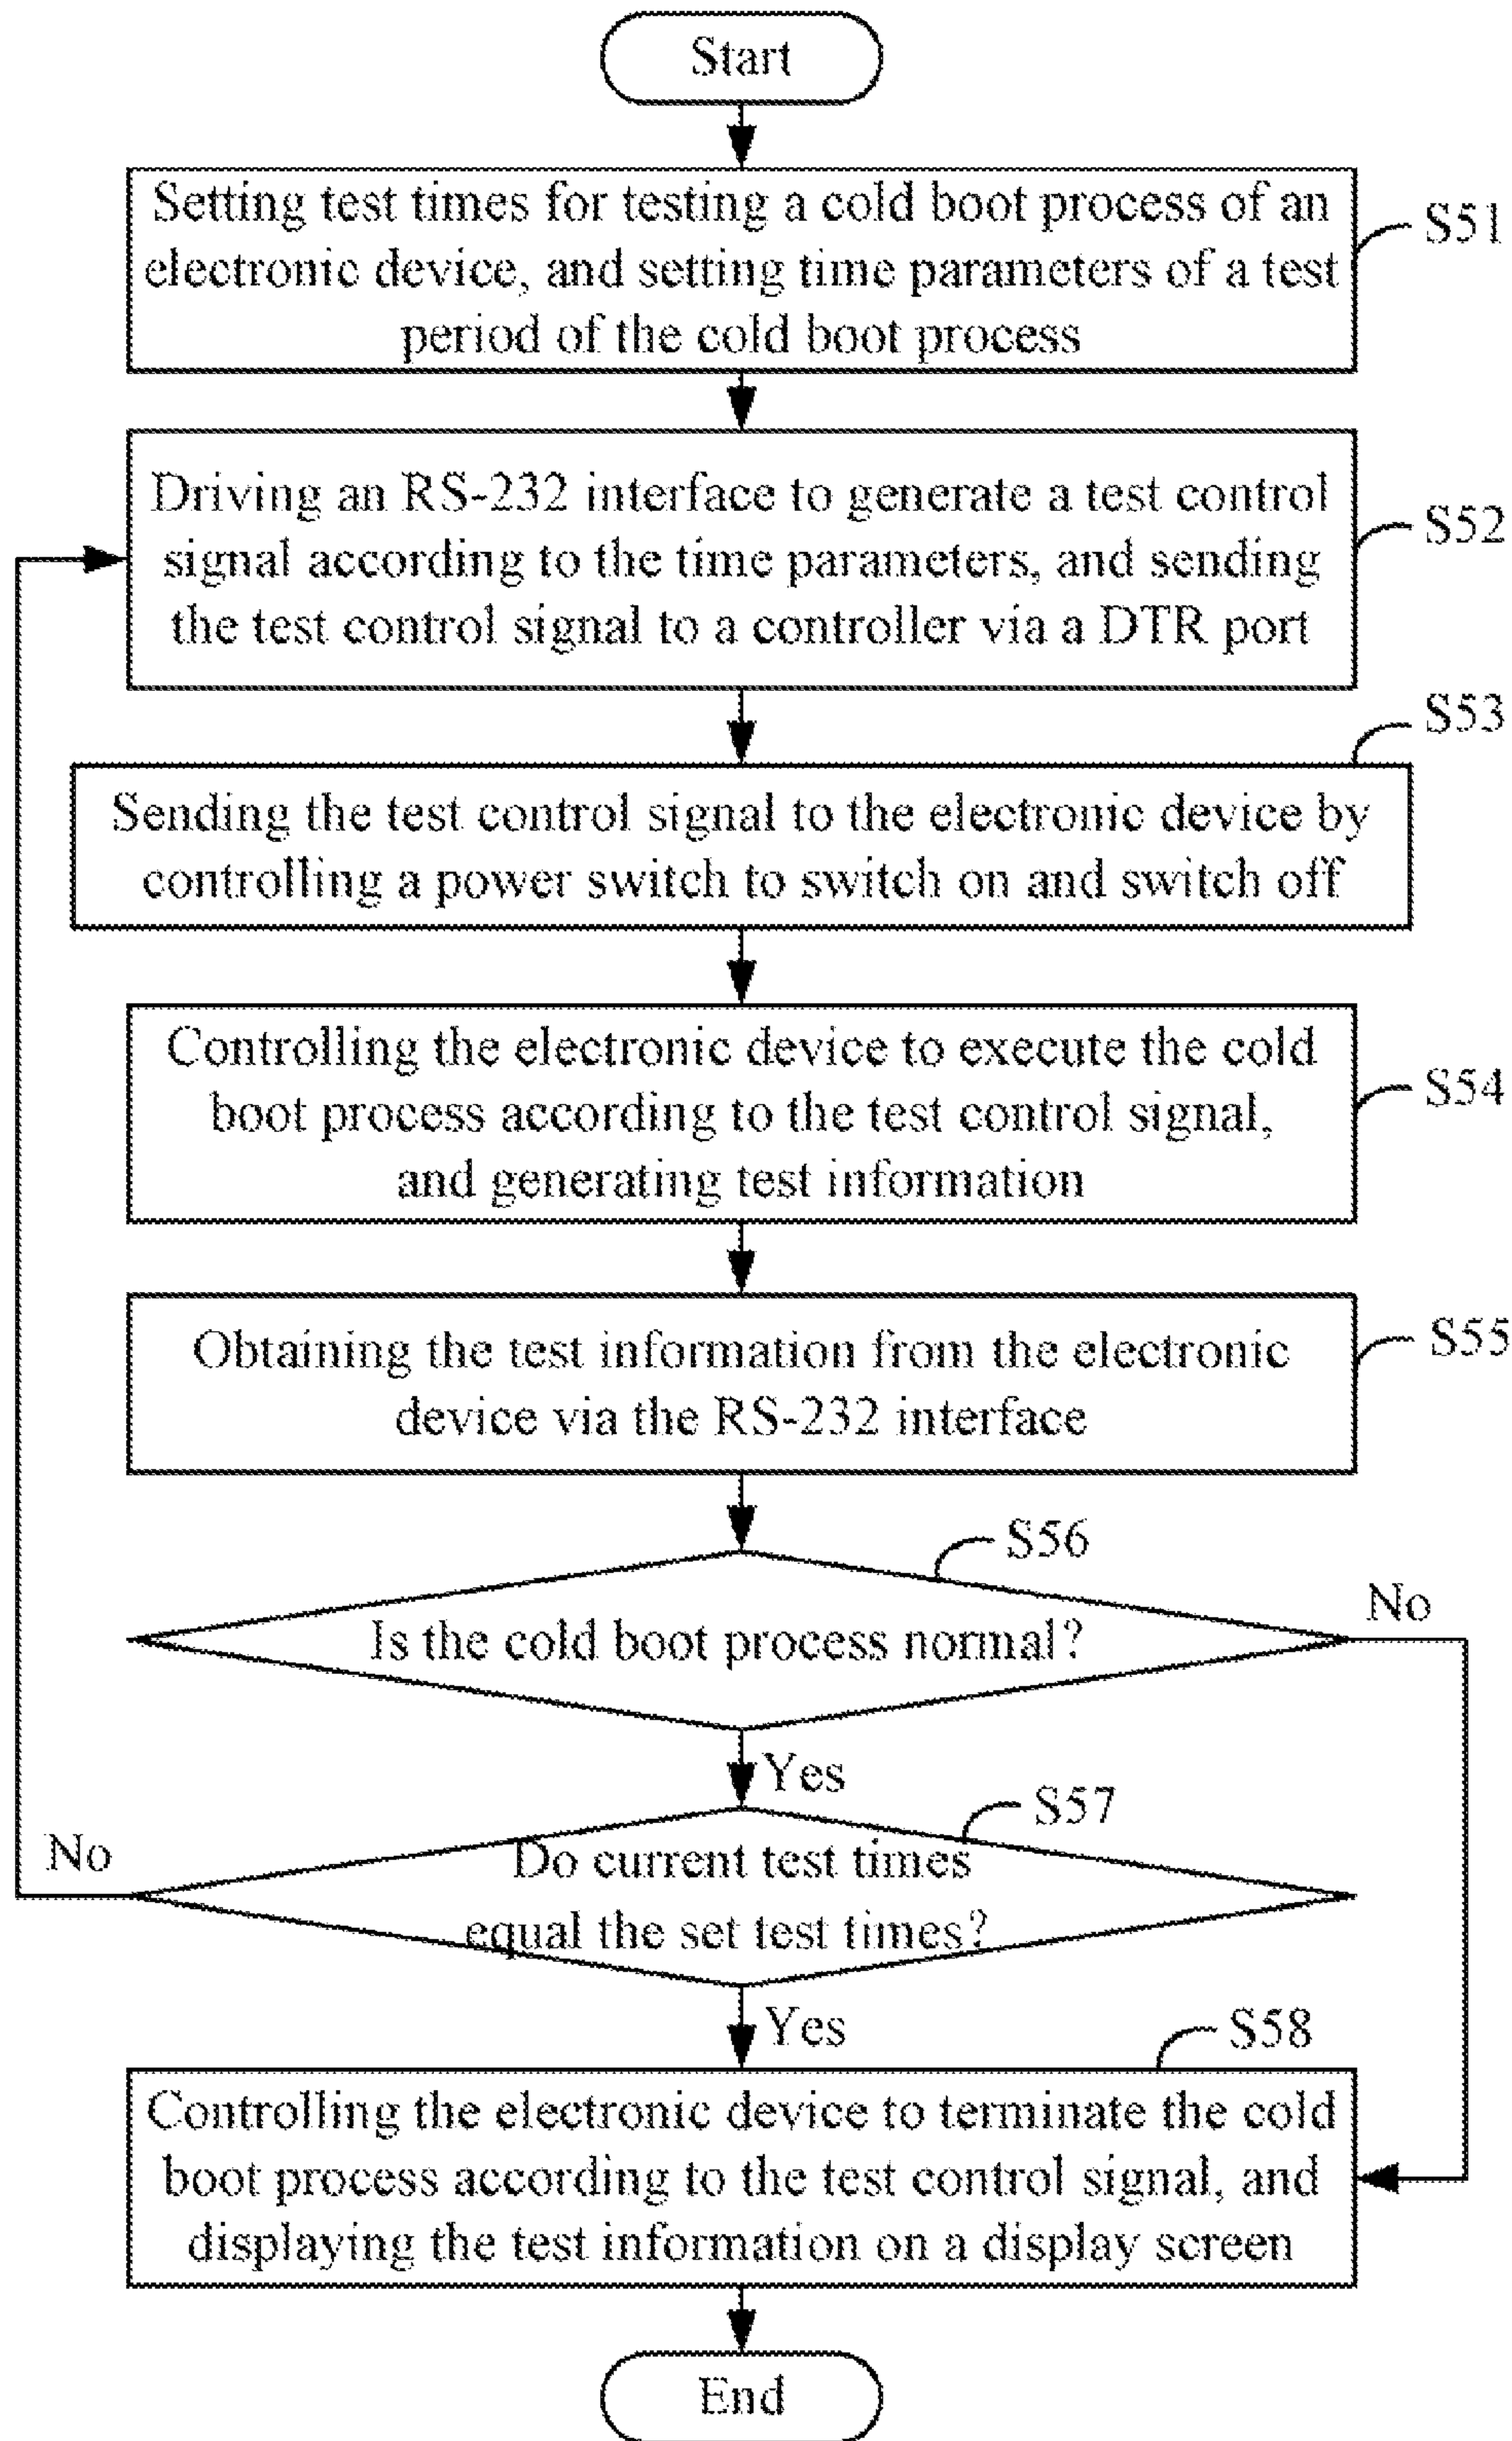 Start
Setting test times for testing a cold boot process of an
electronic device, and setting time parameters of a test
period of the cold boot process
S51
Driving an RS-232 interface to generate a test control
signal according to the time parameters, and sending
the test control signal to a controller via a DTR port
S52
S53
Sending the test control signal to the electronic device by
controlling a power switch to switch on and switch off
Controlling the electronic device to execute the cold
boot process according to the test control signal,
and generating test information
S54
Obtaining the test information from the electronic
device via the RS-232 interface
S55
S56
Is the cold boot process normal?
No
Yes
S57
Do current test times
equal the set test times?
No
Yes
S58
Controlling the electronic device to terminate the cold
boot process according to the test control signal, and
displaying the test information on a display screen
End